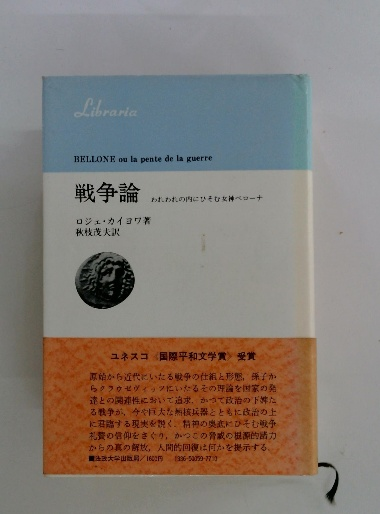 Libraria
BELLONE ou la pente de la guerre
戦争論 われわれの内にひそむ女神ベローナ
ロジェ・カイヨワ著
秋枝茂夫訳
ユネスコ 国際平和文学賞 受賞
原始から近代にいたる戦争の仕組と形態，孫子か
らクラウゼヴィッツにいたるその理論を国家の発
達との関連性において追求，かつて政治の下婢た
る戦争が，今や巨大な無核兵器とともに政治の上
に君臨する現実を説く．精神の奥底にひそむ戦争
礼賛の信仰をさぐり，かつこの脅威の根源的諸力
からの真の解放，人間的回復は何かを提示する．
■法政大学出版局／1600円